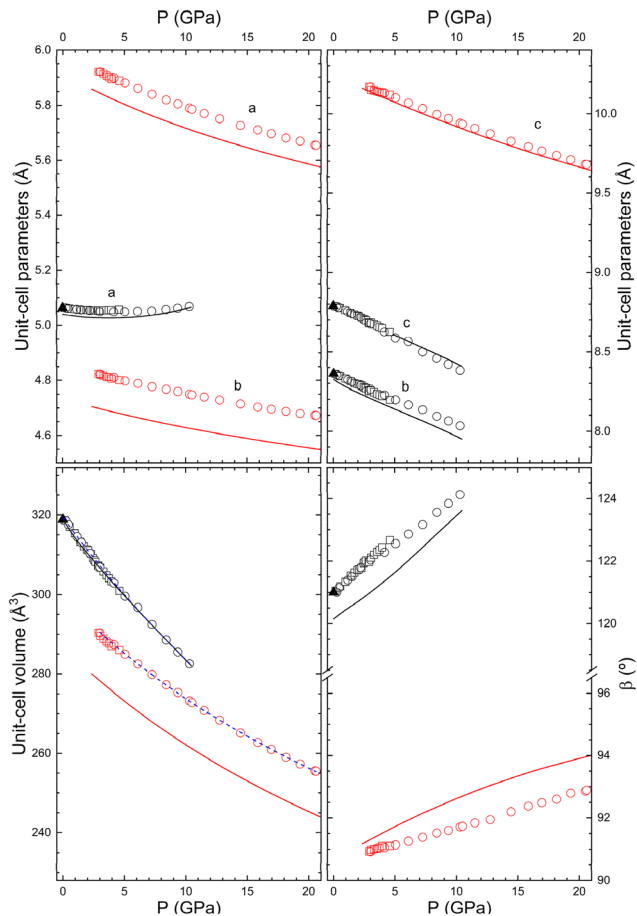 P (GPa)
P (GPa)
0 5 10 15 20
0 5 10 15 20
Unit-cell parameters (Å)
6.0
5.8
5.6
5.4
5.2
5.0
4.8
4.6
a
a
b
c
c
b
10.0
9.5
9.0
8.5
8.0
Unit-cell parameters (Å)
Unit-cell volume (Å³)
320
300
280
260
240
124
122
120
96
94
92
90
β (º)
0 5 10 15 20
0 5 10 15 20
P (GPa)
P (GPa)